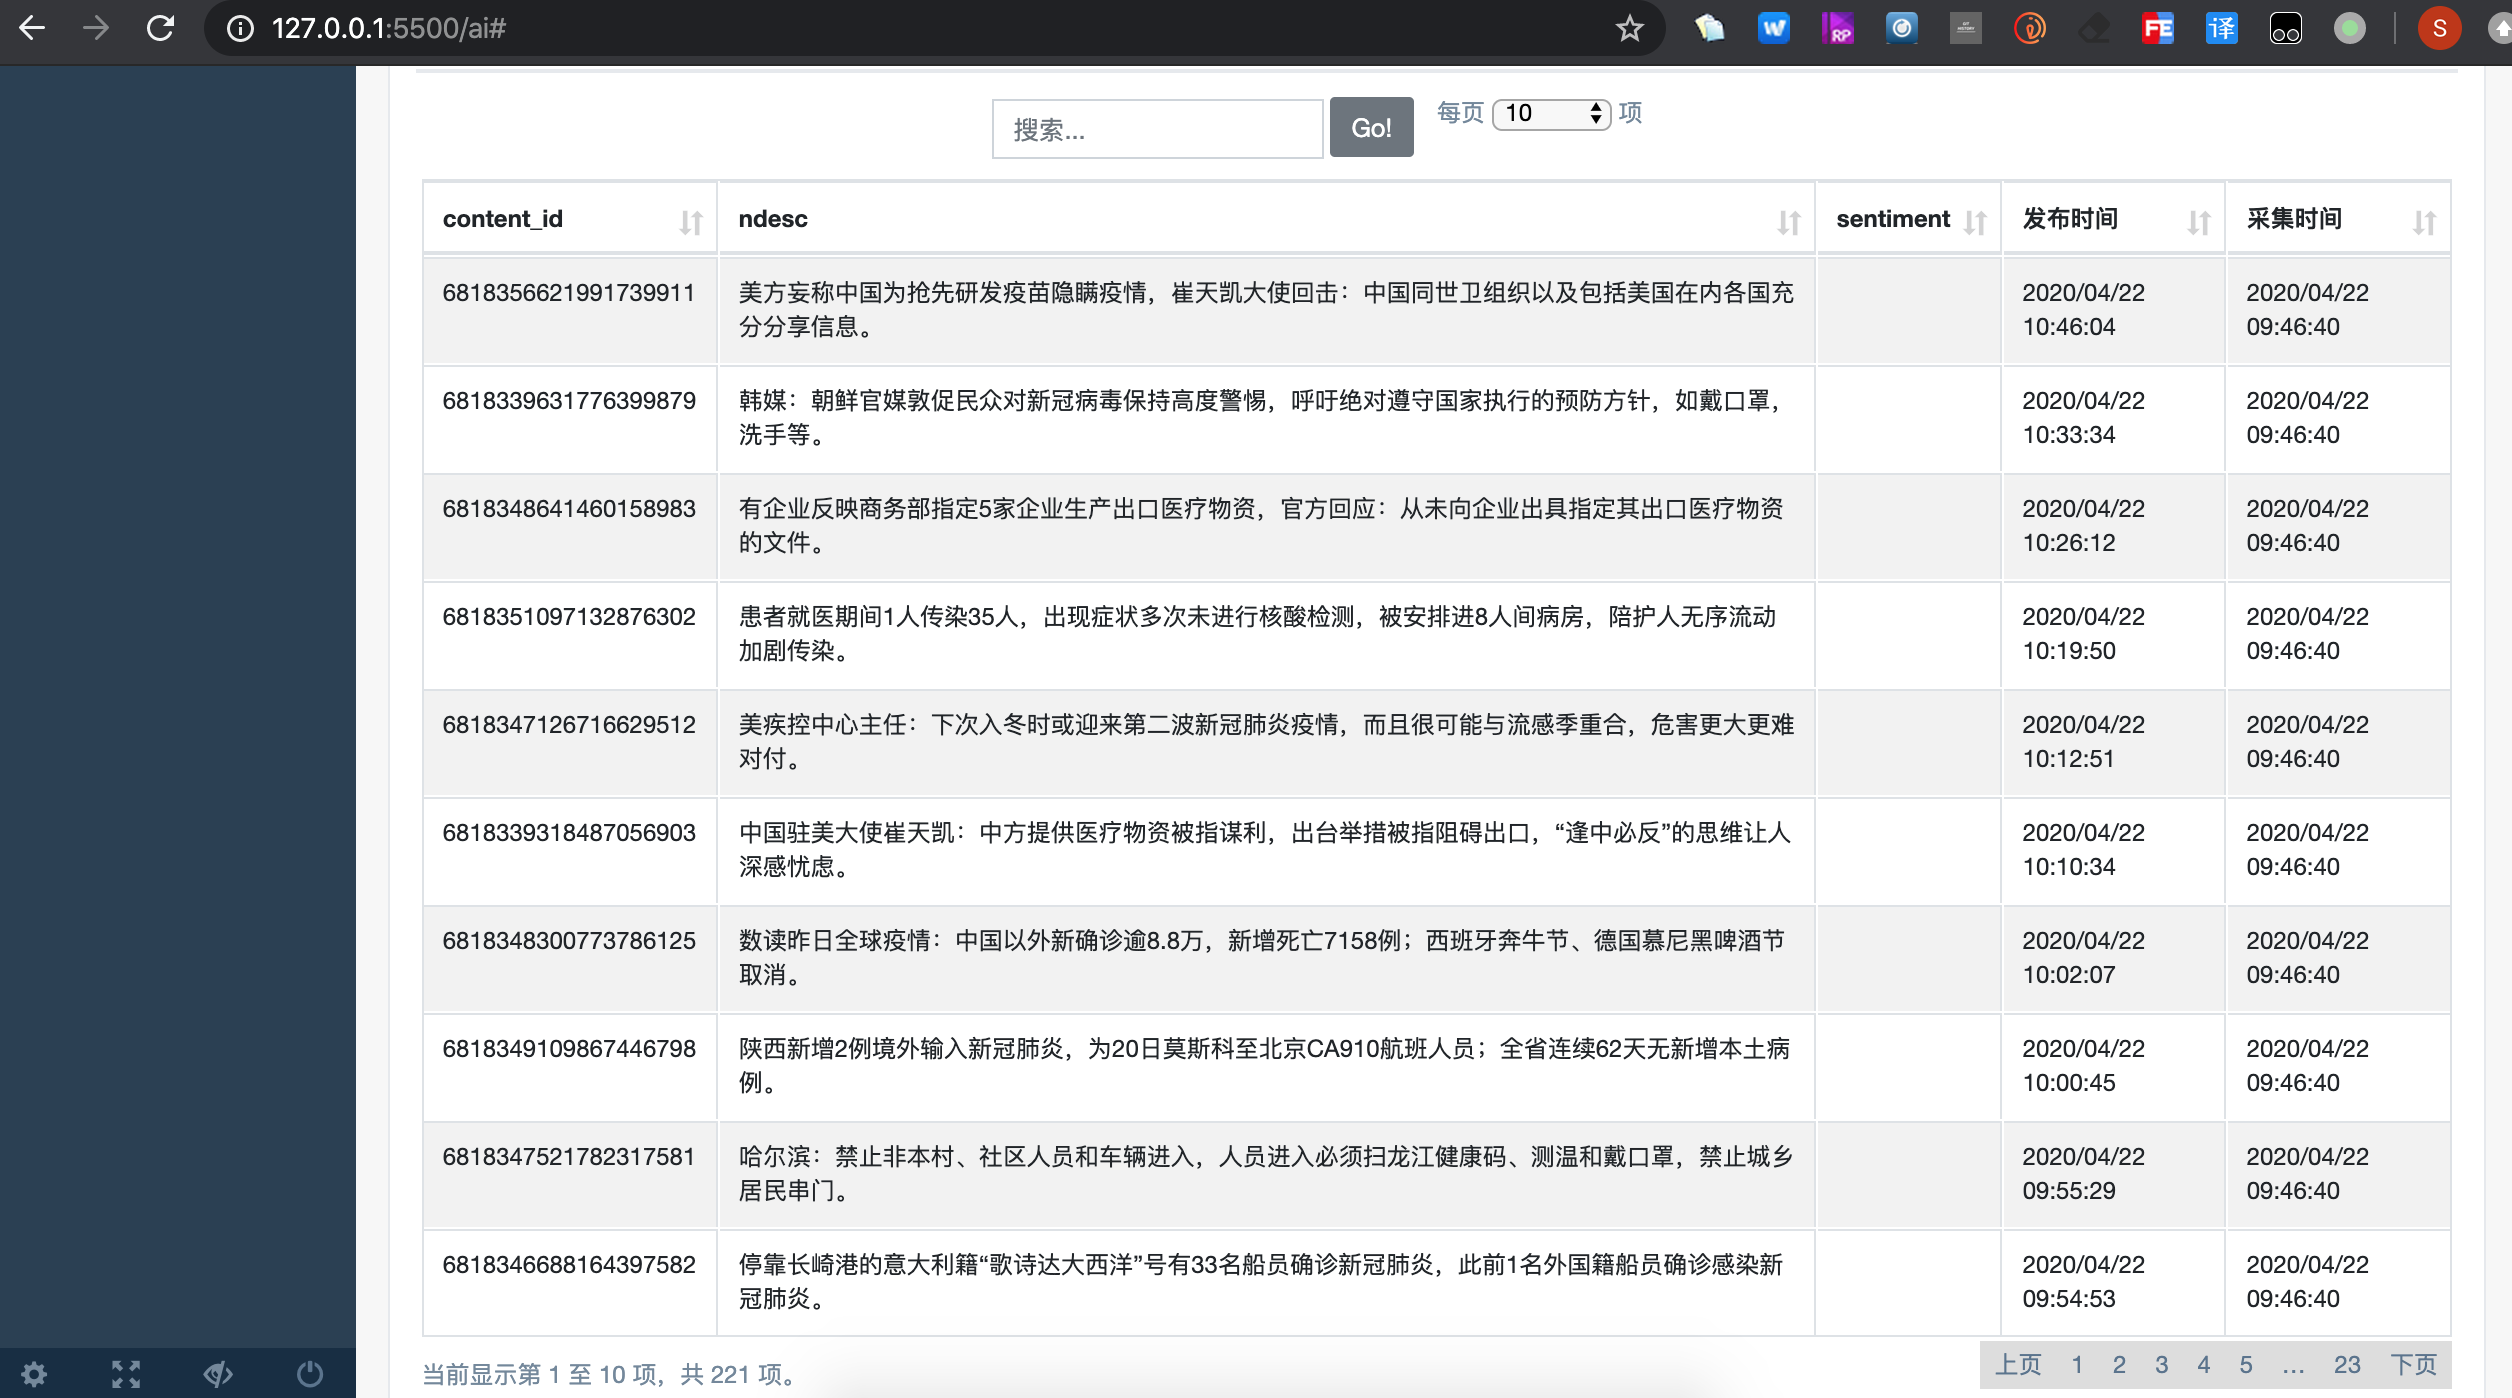 127.0.0.1:5500/ai#
W
RP
FE
译
S
搜索...
Go!
每页 10 项
content_id ndesc sentiment 发布时间 采集时间
6818356621991739911 美方妄称中国为抢先研发疫苗隐瞒疫情，崔天凯大使回击：中国同世卫组织以及包括美国在内各国充 2020/04/22 2020/04/22
分分享信息。 10:46:04 09:46:40
6818339631776399879 韩媒：朝鲜官媒敦促民众对新冠病毒保持高度警惕，呼吁绝对遵守国家执行的预防方针，如戴口罩， 2020/04/22 2020/04/22
洗手等。 10:33:34 09:46:40
6818348641460158983 有企业反映商务部指定5家企业生产出口医疗物资，官方回应：从未向企业出具指定其出口医疗物资 2020/04/22 2020/04/22
的文件。 10:26:12 09:46:40
6818351097132876302 患者就医期间1人传染35人，出现症状多次未进行核酸检测，被安排进8人间病房，陪护人无序流动 2020/04/22 2020/04/22
加剧传染。 10:19:50 09:46:40
6818347126716629512 美疾控中心主任：下次入冬时或迎来第二波新冠肺炎疫情，而且很可能与流感季重合，危害更大更难 2020/04/22 2020/04/22
对付。 10:12:51 09:46:40
6818339318487056903 中国驻美大使崔天凯：中方提供医疗物资被指谋利，出台举措被指阻碍出口，“逢中必反”的思维让人 2020/04/22 2020/04/22
深感忧虑。 10:10:34 09:46:40
6818348300773786125 数读昨日全球疫情：中国以外新确诊逾8.8万，新增死亡7158例；西班牙奔牛节、德国慕尼黑啤酒节 2020/04/22 2020/04/22
取消。 10:02:07 09:46:40
6818349109867446798 陕西新增2例境外输入新冠肺炎，为20日莫斯科至北京CA910航班人员；全省连续62天无新增本土病 2020/04/22 2020/04/22
例。 10:00:45 09:46:40
6818347521782317581 哈尔滨：禁止非本村、社区人员和车辆进入，人员进入必须扫龙江健康码、测温和戴口罩，禁止城乡 2020/04/22 2020/04/22
居民串门。 09:55:29 09:46:40
6818346688164397582 停靠长崎港的意大利籍“歌诗达大西洋”号有33名船员确诊新冠肺炎，此前1名外国籍船员确诊感染新 2020/04/22 2020/04/22
冠肺炎。 09:54:53 09:46:40
当前显示第 1 至 10 项，共 221 项。
上页 1 2 3 4 5 … 23 下页